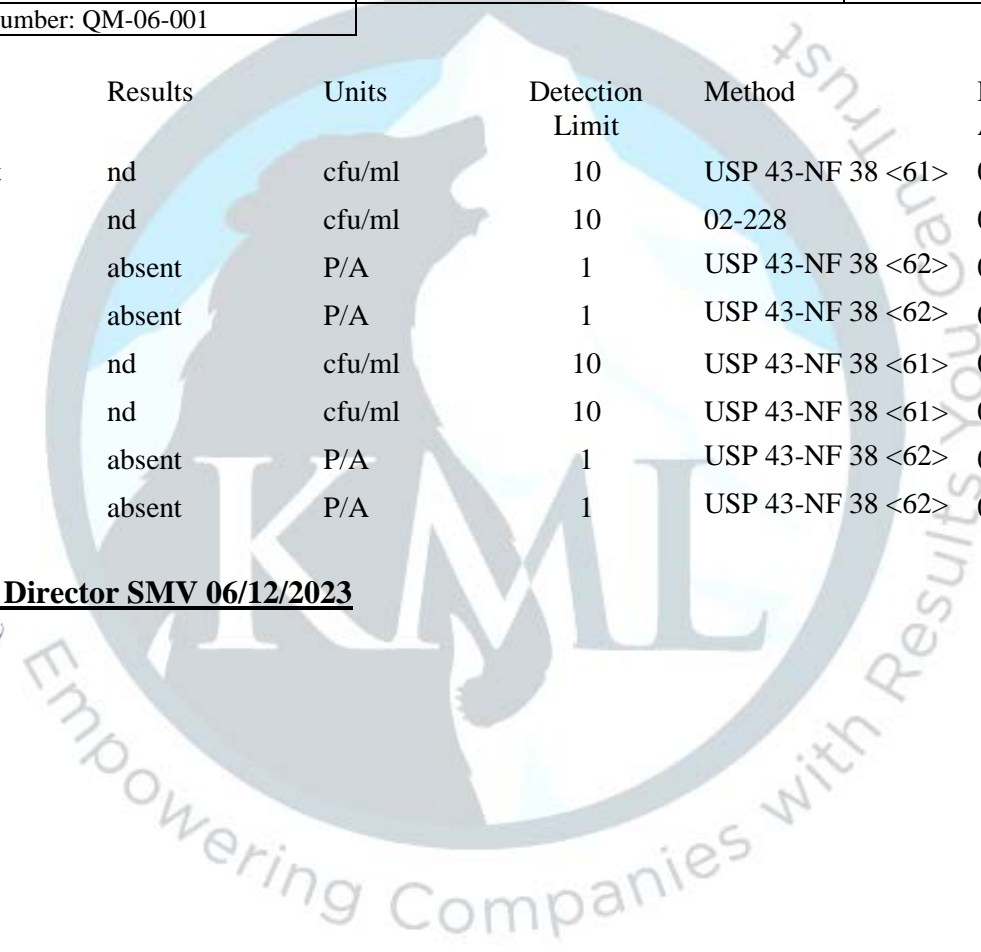 umber: QM-06-001
Results Units Detection Limit Method
nd cfu/ml 10 USP 43-NF 38 <61>
nd cfu/ml 10 02-228
absent P/A 1 USP 43-NF 38 <62>
absent P/A 1 USP 43-NF 38 <62>
nd cfu/ml 10 USP 43-NF 38 <61>
nd cfu/ml 10 USP 43-NF 38 <61>
absent P/A 1 USP 43-NF 38 <62>
absent P/A 1 USP 43-NF 38 <62>
Director SMV 06/12/2023
KML
Empowering Companies with Results You Can Trust